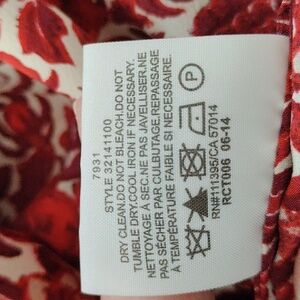 7931
STYLE 32141100
DRY CLEAN.DO NOT BLEACH.DO NOT
TUMBLE DRY.COOL IRON IF NECESSARY.
NETTOYAGE À SEC.NE PAS JAVELLISER.NE
PAS SÉCHER PAR CULBUTAGE.REPASSAGE
À TEMPÉRATURE FAIBLE SI NECESSAIRE.
P
RN#111395/CA 57014
RCT006 06-14